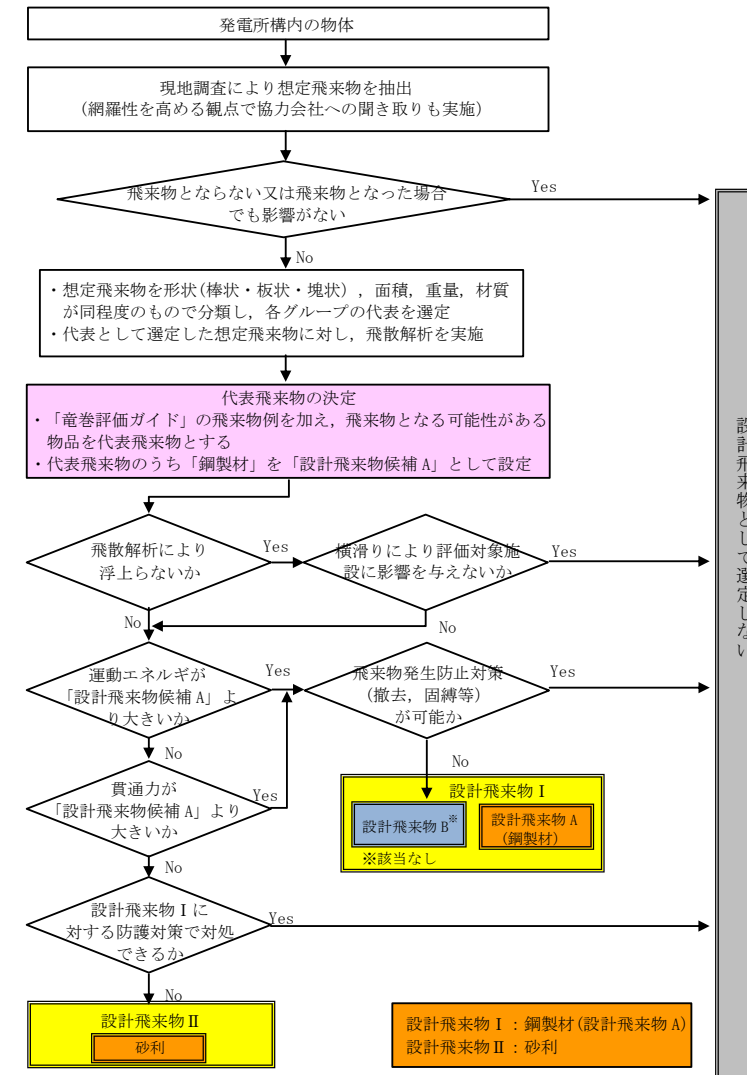 発電所構内の物体
現地調査により想定飛来物を抽出
(網羅性を高める観点で協力会社への聞き取りも実施)
飛来物とならない又は飛来物となった場合
でも影響がない
Yes
No
・想定飛来物を形状(棒状・板状・塊状)，面積，重量，材質
が同程度のもので分類し，各グループの代表を選定
・代表として選定した想定飛来物に対し，飛散解析を実施
代表飛来物の決定
・「竜巻評価ガイド」の飛来物例を加え，飛来物となる可能性がある
物品を代表飛来物とする
・代表飛来物のうち「鋼製材」を「設計飛来物候補 A」として設定
飛散解析により
浮上らないか
Yes
横滑りにより評価対象施
設に影響を与えないか
Yes
No
No
運動エネルギが
「設計飛来物候補 A」よ
り大きいか
Yes
飛来物発生防止対策
(撤去，固縛等)
が可能か
Yes
No
No
貫通力が
「設計飛来物候補 A」より
大きいか
Yes
設計飛来物Ⅰ
設計飛来物 B※
設計飛来物 A
(鋼製材)
※該当なし
No
設計飛来物Ⅰに
対する防護対策で対処
できるか
Yes
No
設計飛来物Ⅱ
砂利
設計飛来物Ⅰ：鋼製材(設計飛来物 A)
設計飛来物Ⅱ：砂利
設計飛来物として選定しない